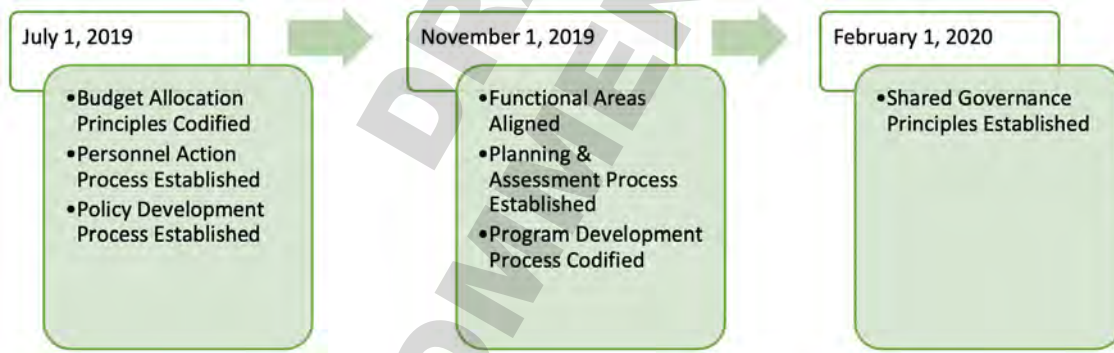 July 1, 2019
•Budget Allocation
Principles Codified
•Personnel Action
Process Established
•Policy Development
Process Established
November 1, 2019
•Functional Areas
Aligned
•Planning &
Assessment Process
Established
•Program Development
Process Codified
February 1, 2020
•Shared Governance
Principles Established